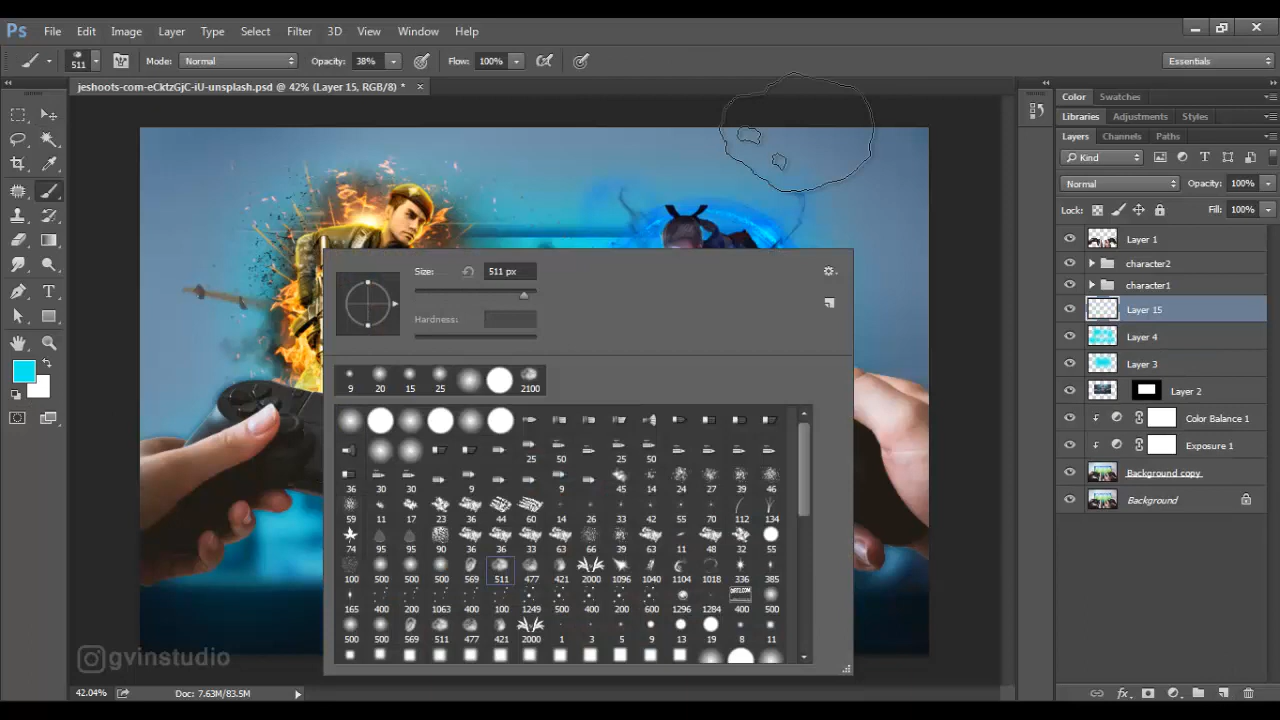 Ps File Edit Image Layer Type Select Filter 3D View Window Help
511 Mode: Normal Opacity: 38% Flow: 100% Essentials
jeshoots-com-eCktzGjC-iU-unsplash.psd @ 42% (Layer 15, RGB/8) *
Color Swatches
Libraries Adjustments Styles
Layers Channels Paths
Kind
Normal Opacity: 100%
Lock: Fill: 100%
Layer 1
character2
character1
Layer 15
Layer 4
Layer 3
Layer 2
Color Balance 1
Exposure 1
Background copy
Background
Size: 511 px
Hardness:
9 20 15 25 2100
25 50 25 50
36 30 30 9 9 45 14 24 27 39 46
59 11 17 23 36 44 60 14 26 33 42 55 70 112 134
74 95 95 90 36 36 33 63 66 39 63 11 48 32 55
100 500 500 500 569 511 477 421 2000 1096 1040 1104 1018 336 385
165 400 200 1063 400 100 1249 500 400 200 600 1296 1284 400 500
500 500 569 511 477 421 2000 1 3 5 9 13 19 8 11
gvinstudio
42.04% Doc: 7.63M/83.5M